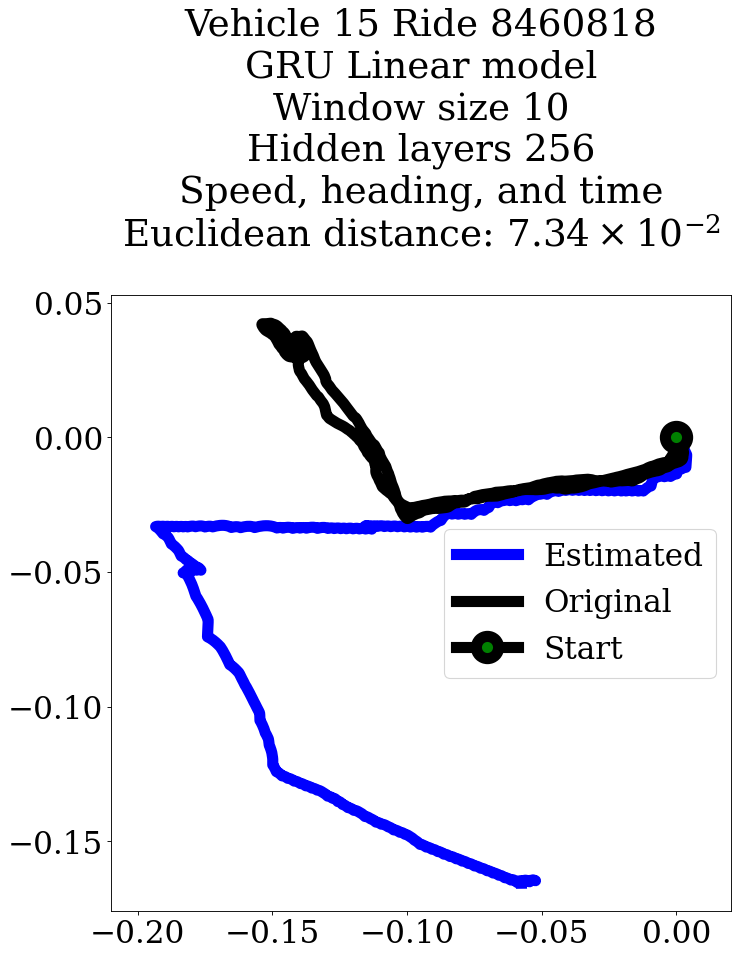 Vehicle 15 Ride 8460818
GRU Linear model
Window size 10
Hidden layers 256
Speed, heading, and time
Euclidean distance: 7.34 × 10⁻²
0.05
0.00
−0.05
−0.10
−0.15
Estimated
Original
Start
−0.20 −0.15 −0.10 −0.05 0.00